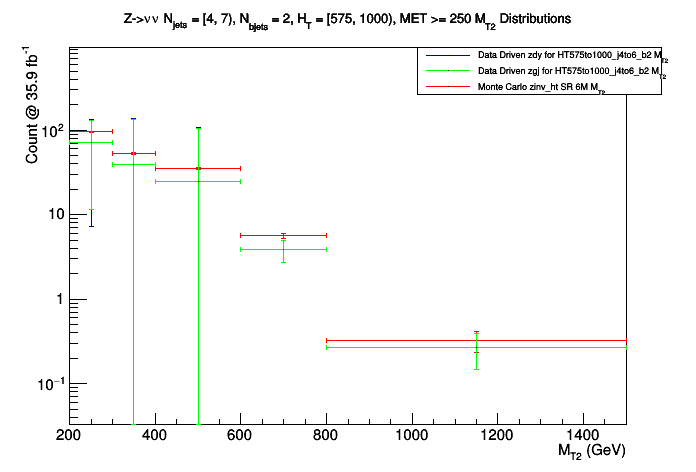 Z->νν N_jets = [4, 7), N_bjets = 2, H_T = [575, 1000), MET >= 250 M_T2 Distributions
Data Driven zdy for HT575to1000_j4to6_b2 M_T2
Data Driven zgj for HT575to1000_j4to6_b2 M_T2
Monte Carlo zinv_ht SR 6M M_T2
Count @ 35.9 fb⁻¹
10²
10
1
10⁻¹
200 400 600 800 1000 1200 1400
M_T2 (GeV)